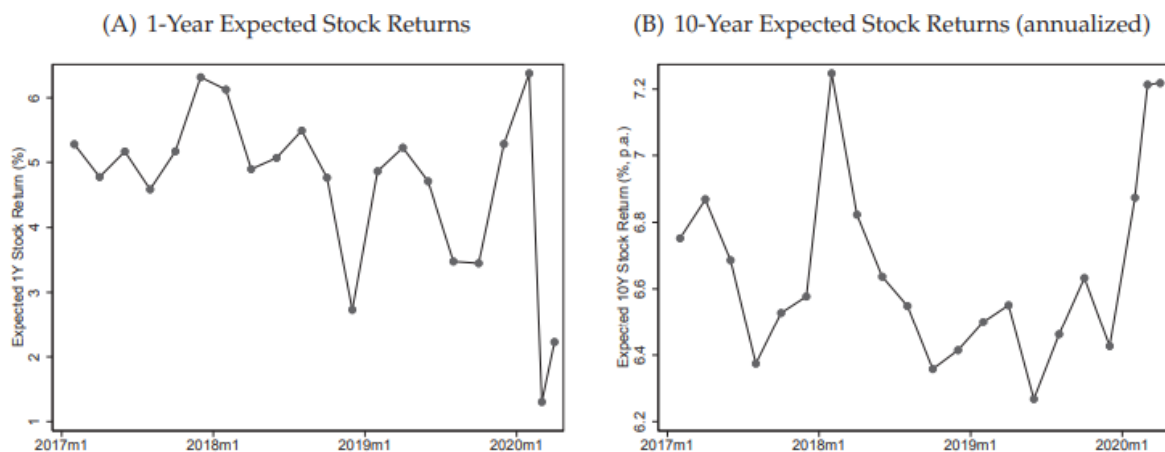 (A) 1-Year Expected Stock Returns
Expected 1Y Stock Return (%)
6
5
4
3
2
1
2017m1 2018m1 2019m1 2020m1
(B) 10-Year Expected Stock Returns (annualized)
Expected 10Y Stock Return (%, p.a.)
7.2
7
6.8
6.6
6.4
6.2
2017m1 2018m1 2019m1 2020m1